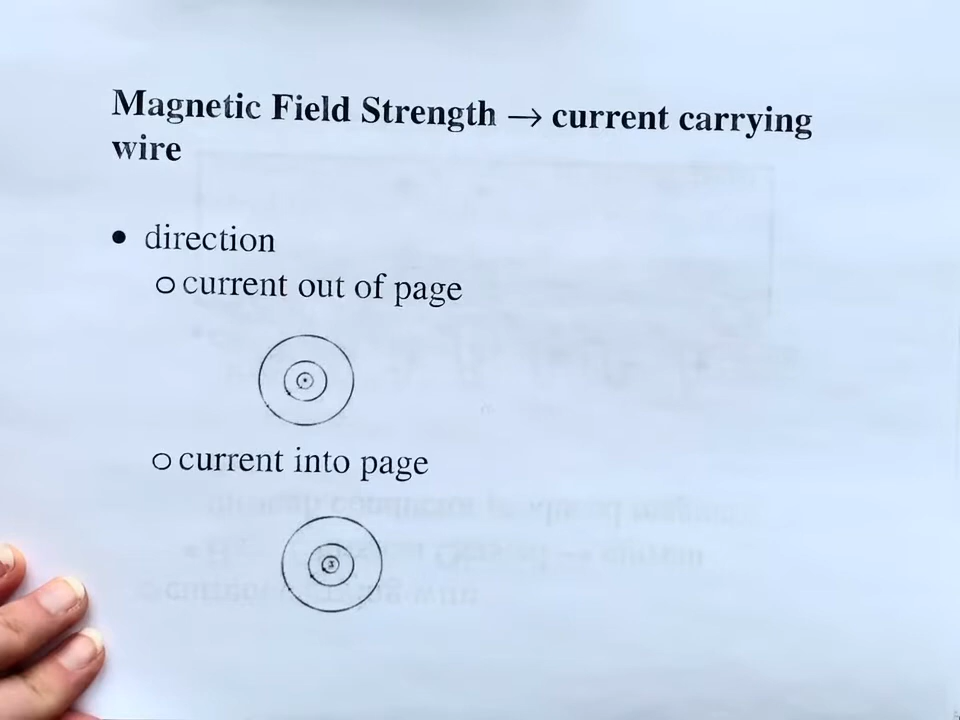 Magnetic Field Strength → current carrying
wire
• direction
○ current out of page
○ current into page